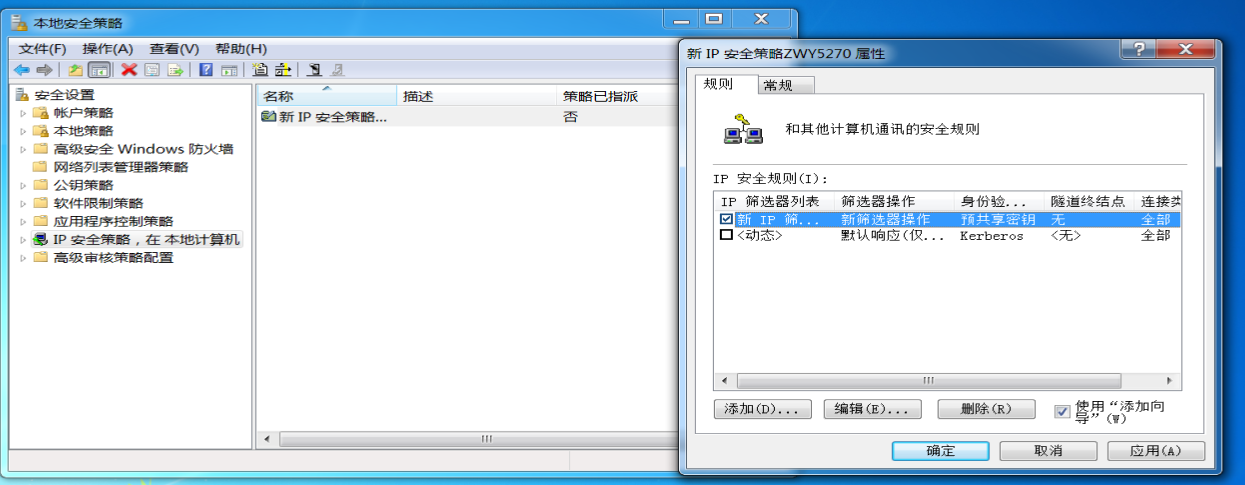 本地安全策略
文件(F) 操作(A) 查看(V) 帮助(H)
安全设置
帐户策略
本地策略
高级安全 Windows 防火墙
网络列表管理器策略
公钥策略
软件限制策略
应用程序控制策略
IP 安全策略，在 本地计算机
高级审核策略配置
名称 描述 策略已指派
新 IP 安全策略... 否
新 IP 安全策略ZWY5270 属性
规则 常规
和其他计算机通讯的安全规则
IP 安全规则(I):
IP 筛选器列表 筛选器操作 身份验... 隧道终结点 连接类
新 IP 筛... 新筛选器操作 预共享密钥 无 全部
<动态> 默认响应(仅... Kerberos <无> 全部
添加(D)... 编辑(E)... 删除(R) 使用“添加向
导”(W)
确定 取消 应用(A)